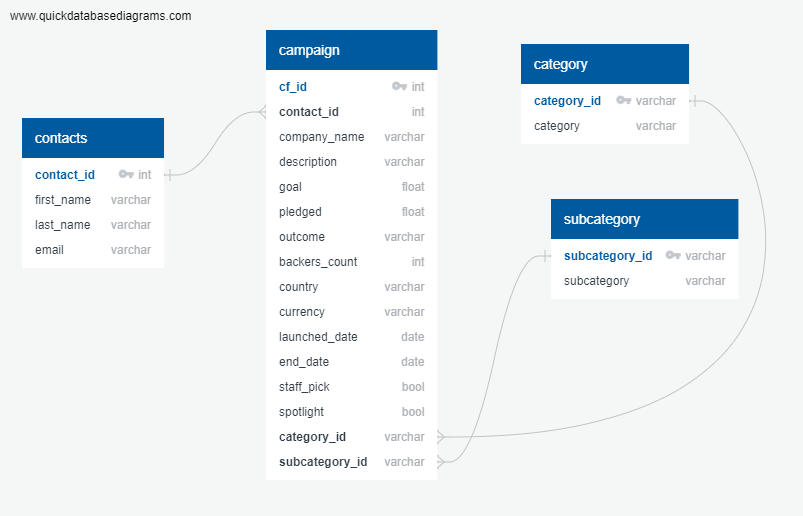 www.quickdatabasediagrams.com
contacts
contact_id int
first_name varchar
last_name varchar
email varchar
campaign
cf_id int
contact_id int
company_name varchar
description varchar
goal float
pledged float
outcome varchar
backers_count int
country varchar
currency varchar
launched_date date
end_date date
staff_pick bool
spotlight bool
category_id varchar
subcategory_id varchar
category
category_id varchar
category varchar
subcategory
subcategory_id varchar
subcategory varchar